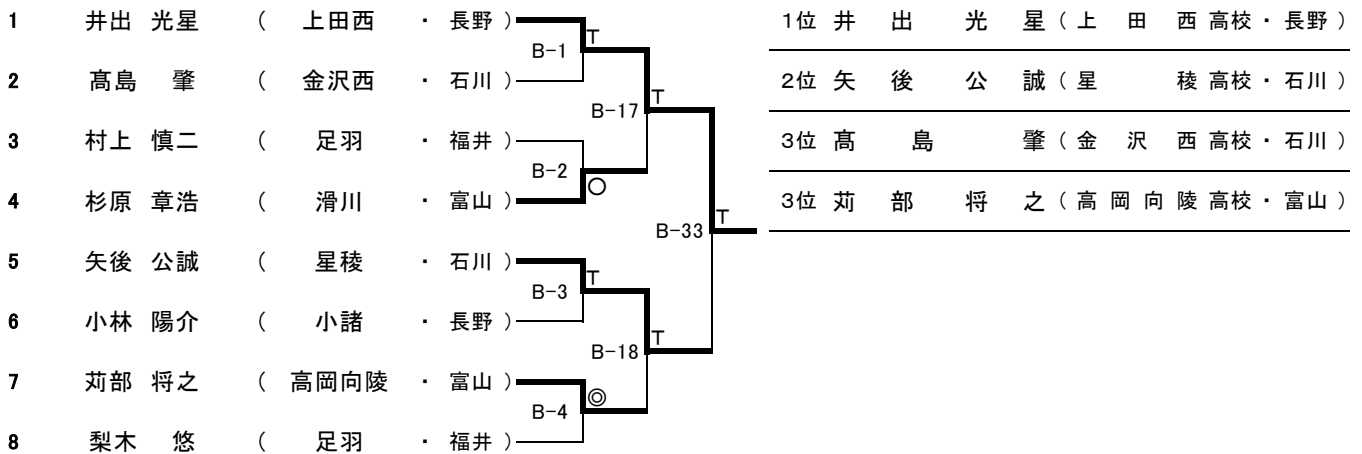 1 井出 光星 ( 上田西 ・ 長野 ) 1位 井出光星 ( 上田西 高校 ・ 長野 )
B-1 T
2 髙島 肇 ( 金沢西 ・ 石川 ) 2位 矢後公誠 ( 星稜 高校 ・ 石川 )
B-17 T
3 村上 慎二 ( 足羽 ・ 福井 ) 3位 髙島肇 ( 金沢西 高校 ・ 石川 )
B-2 ○
4 杉原 章浩 ( 滑川 ・ 富山 ) 3位 苅部将之 ( 高岡向陵 高校 ・ 富山 )
B-33 T
5 矢後 公誠 ( 星稜 ・ 石川 )
B-3 T
6 小林 陽介 ( 小諸 ・ 長野 )
B-18 T
7 苅部 将之 ( 高岡向陵 ・ 富山 )
B-4 ◎
8 梨木 悠 ( 足羽 ・ 福井 )